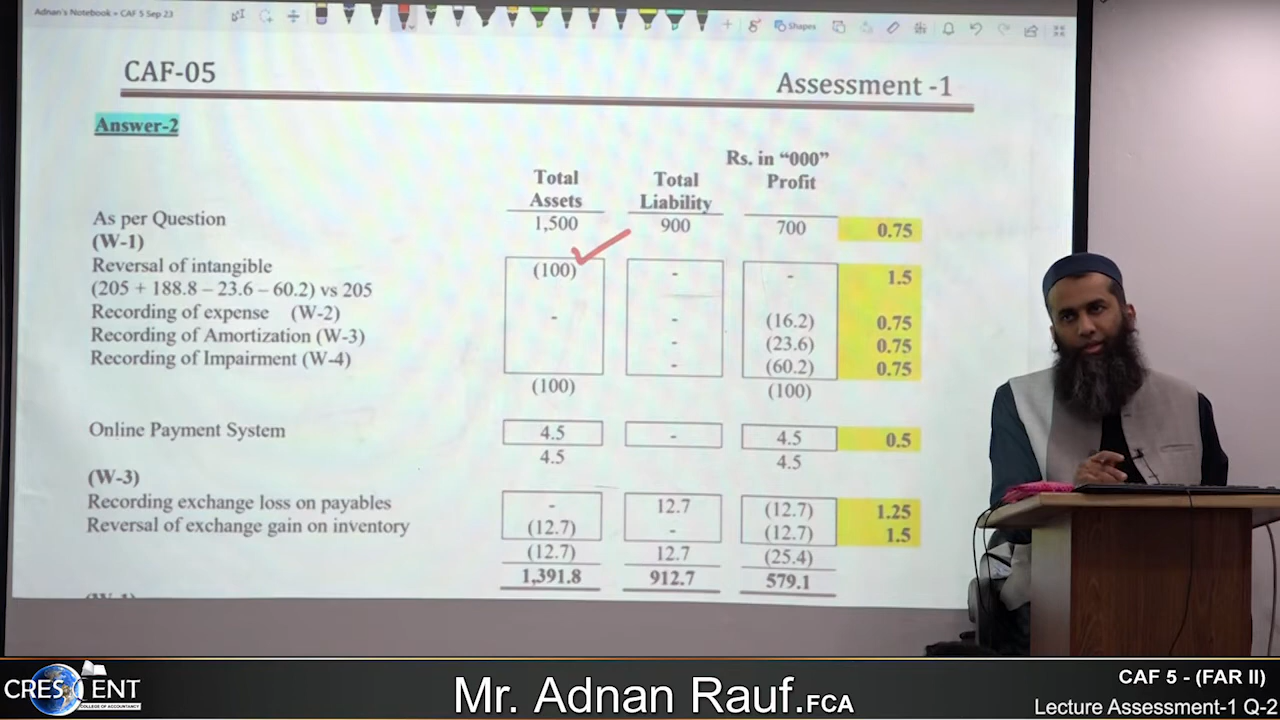 Adnan's Notebook » CAF 5 Sep 23
Shapes
CAF-05 Assessment -1
Answer-2
Rs. in “000”
Total Assets Total Liability Profit
As per Question 1,500 900 700 0.75
(W-1)
Reversal of intangible (100) - - 1.5
(205 + 188.8 – 23.6 – 60.2) vs 205
Recording of expense (W-2) - - (16.2) 0.75
Recording of Amortization (W-3) - (23.6) 0.75
Recording of Impairment (W-4) - (60.2) 0.75
(100) (100)
Online Payment System 4.5 - 4.5 0.5
4.5 4.5
(W-3)
Recording exchange loss on payables - 12.7 (12.7) 1.25
Reversal of exchange gain on inventory (12.7) - (12.7) 1.5
(12.7) 12.7 (25.4)
1,391.8 912.7 579.1
CRESCENT
COLLEGE OF ACCOUNTANCY
Mr. Adnan Rauf.FCA
CAF 5 - (FAR II)
Lecture Assessment-1 Q-2